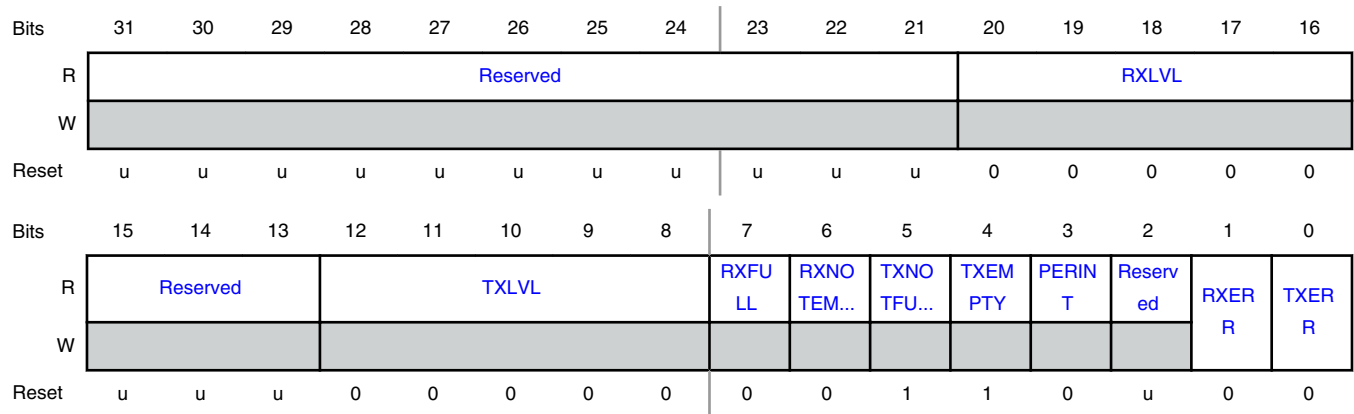 Bits 31 30 29 28 27 26 25 24 23 22 21 20 19 18 17 16
R Reserved RXLVL
W
Reset u u u u u u u u u u u 0 0 0 0 0
Bits 15 14 13 12 11 10 9 8 7 6 5 4 3 2 1 0
R Reserved TXLVL RXFU RXNO TXNO TXEM PERIN Reserv RXER TXER
LL TEM... TFU... PTY T ed R R
W
Reset u u u 0 0 0 0 0 0 0 1 1 0 u 0 0